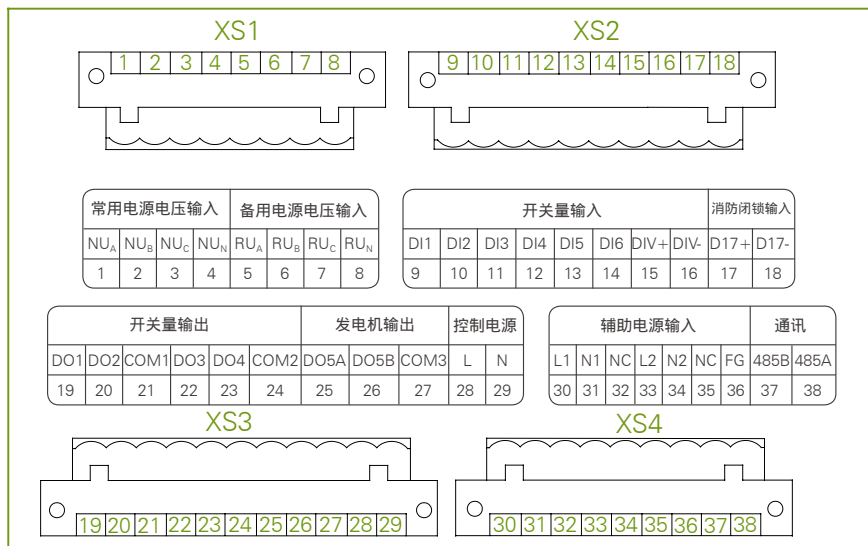 XS1 XS2
1 2 3 4 5 6 7 8 9 10 11 12 13 14 15 16 17 18
常用电源电压输入 备用电源电压输入 开关量输入 消防闭锁输入
NUA NUB NUC NUN RUA RUB RUC RUN DI1 DI2 DI3 DI4 DI5 DI6 DIV+ DIV- D17+ D17-
1 2 3 4 5 6 7 8 9 10 11 12 13 14 15 16 17 18
开关量输出 发电机输出 控制电源 辅助电源输入 通讯
DO1 DO2 COM1 DO3 DO4 COM2 DO5A DO5B COM3 L N L1 N1 NC L2 N2 NC FG 485B 485A
19 20 21 22 23 24 25 26 27 28 29 30 31 32 33 34 35 36 37 38
XS3 XS4
19 20 21 22 23 24 25 26 27 28 29 30 31 32 33 34 35 36 37 38